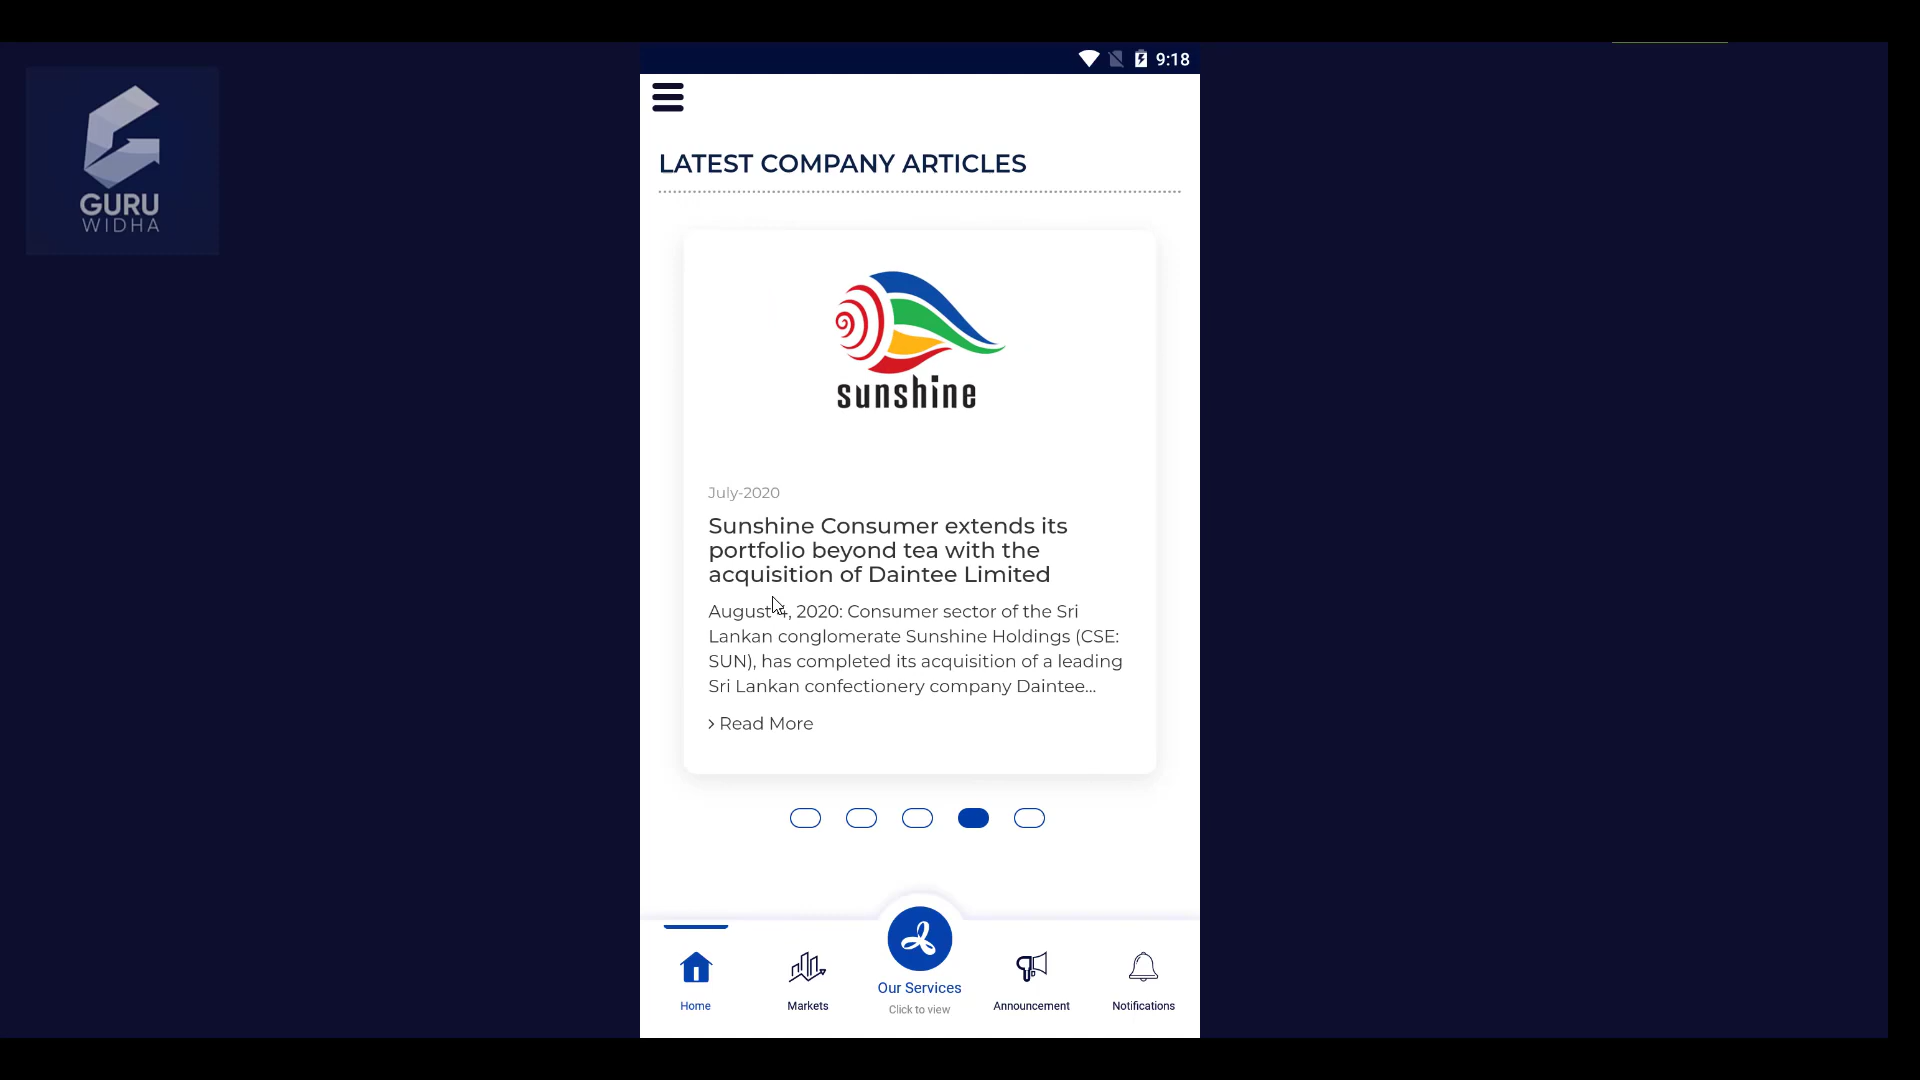 9:18
GURU
WIDHA
LATEST COMPANY ARTICLES
sunshine
July-2020
Sunshine Consumer extends its
portfolio beyond tea with the
acquisition of Daintee Limited
August 4, 2020: Consumer sector of the Sri
Lankan conglomerate Sunshine Holdings (CSE:
SUN), has completed its acquisition of a leading
Sri Lankan confectionery company Daintee...
> Read More
Home
Markets
Our Services
Click to view
Announcement
Notifications